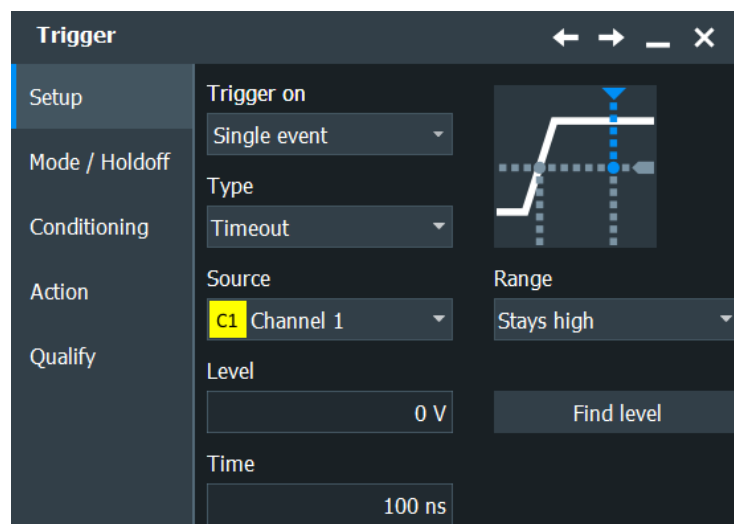 Trigger
Setup
Mode / Holdoff
Conditioning
Action
Qualify
Trigger on
Single event
Type
Timeout
Source
C1 Channel 1
Range
Stays high
Level
0 V
Find level
Time
100 ns